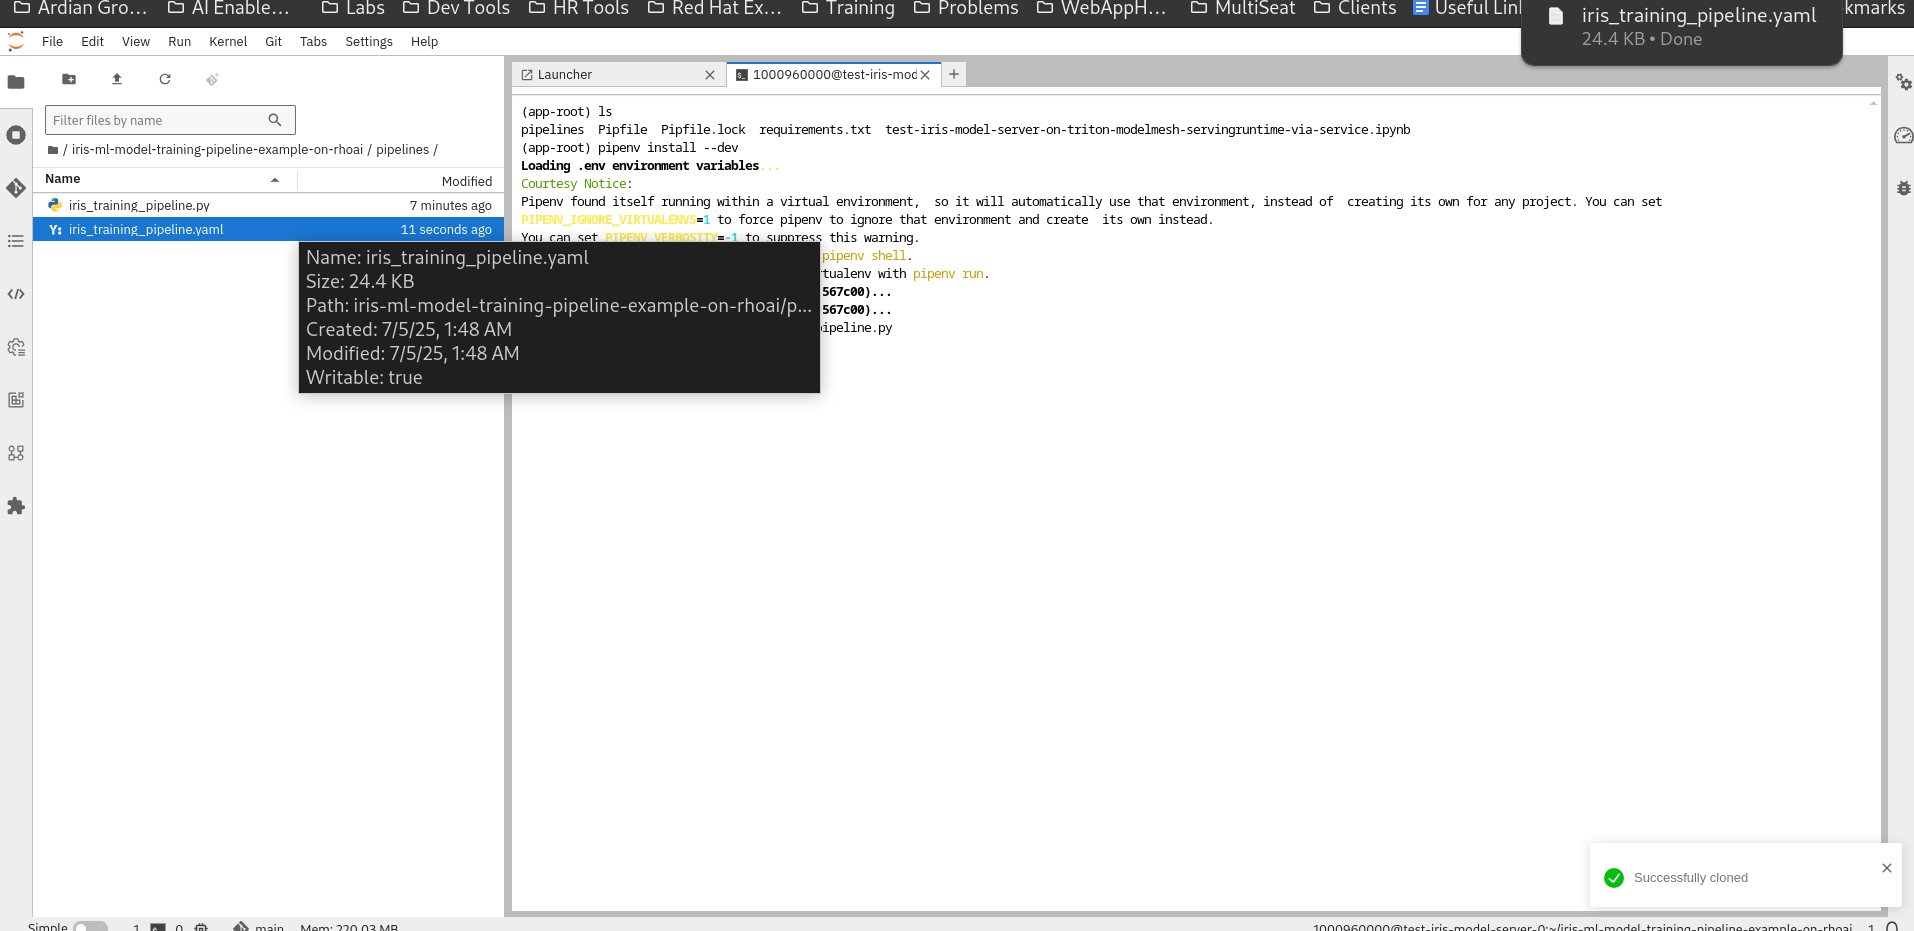 Ardian Gro... AI Enable... Labs Dev Tools HR Tools Red Hat Ex... Training Problems WebAppH... MultiSeat Clients Useful Lin kmarks
iris_training_pipeline.yaml
24.4 KB • Done
File Edit View Run Kernel Git Tabs Settings Help
Launcher
1000960000@test-iris-mod
Filter files by name
/ iris-ml-model-training-pipeline-example-on-rhoai / pipelines /
Name Modified
iris_training_pipeline.py 7 minutes ago
iris_training_pipeline.yaml 11 seconds ago
Name: iris_training_pipeline.yaml
Size: 24.4 KB
Path: iris-ml-model-training-pipeline-example-on-rhoai/p...
Created: 7/5/25, 1:48 AM
Modified: 7/5/25, 1:48 AM
Writable: true
(app-root) ls
pipelines Pipfile Pipfile.lock requirements.txt test-iris-model-server-on-triton-modelmesh-servingruntime-via-service.ipynb
(app-root) pipenv install --dev
Loading .env environment variables...
Courtesy Notice:
Pipenv found itself running within a virtual environment, so it will automatically use that environment, instead of creating its own for any project. You can set
PIPENV_IGNORE_VIRTUALENVS=1 to force pipenv to ignore that environment and create its own instead.
You can set PIPENV_VERBOSITY=-1 to suppress this warning.
pipenv shell.
rtualenv with pipenv run.
567c00)...
567c00)...
pipeline.py
Successfully cloned
Simple 1 0 main Mem: 220.03 MB
1000960000@test-iris-model-server-0:~/iris-ml-model-training-pipeline-example-on-rhoai 1